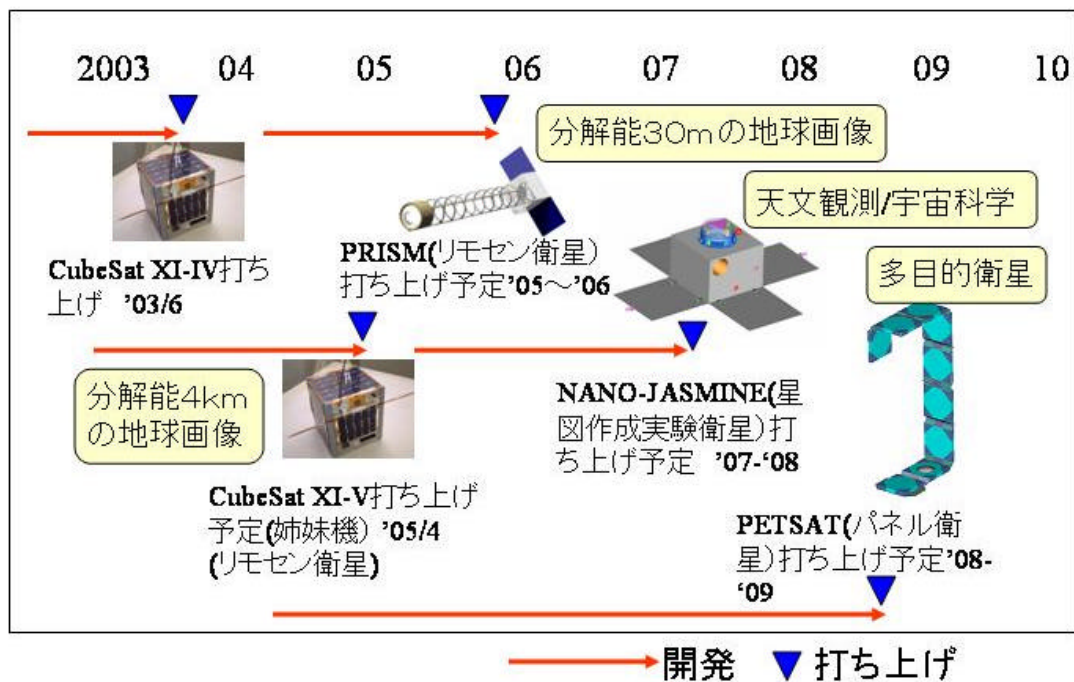 2003 04 05 06 07 08 09 10
分解能30mの地球画像
天文観測/宇宙科学
多目的衛星
CubeSat XI-IV打ち
上げ ’03/6
PRISM(リモセン衛星)
打ち上げ予定’05～’06
分解能4km
の地球画像
NANO-JASMINE(星
図作成実験衛星)打
ち上げ予定 ’07-‘08
CubeSat XI-V打ち上げ
予定(姉妹機) ’05/4
(リモセン衛星)
PETSAT(パネル衛
星)打ち上げ予定’08-
‘09
開発 打ち上げ